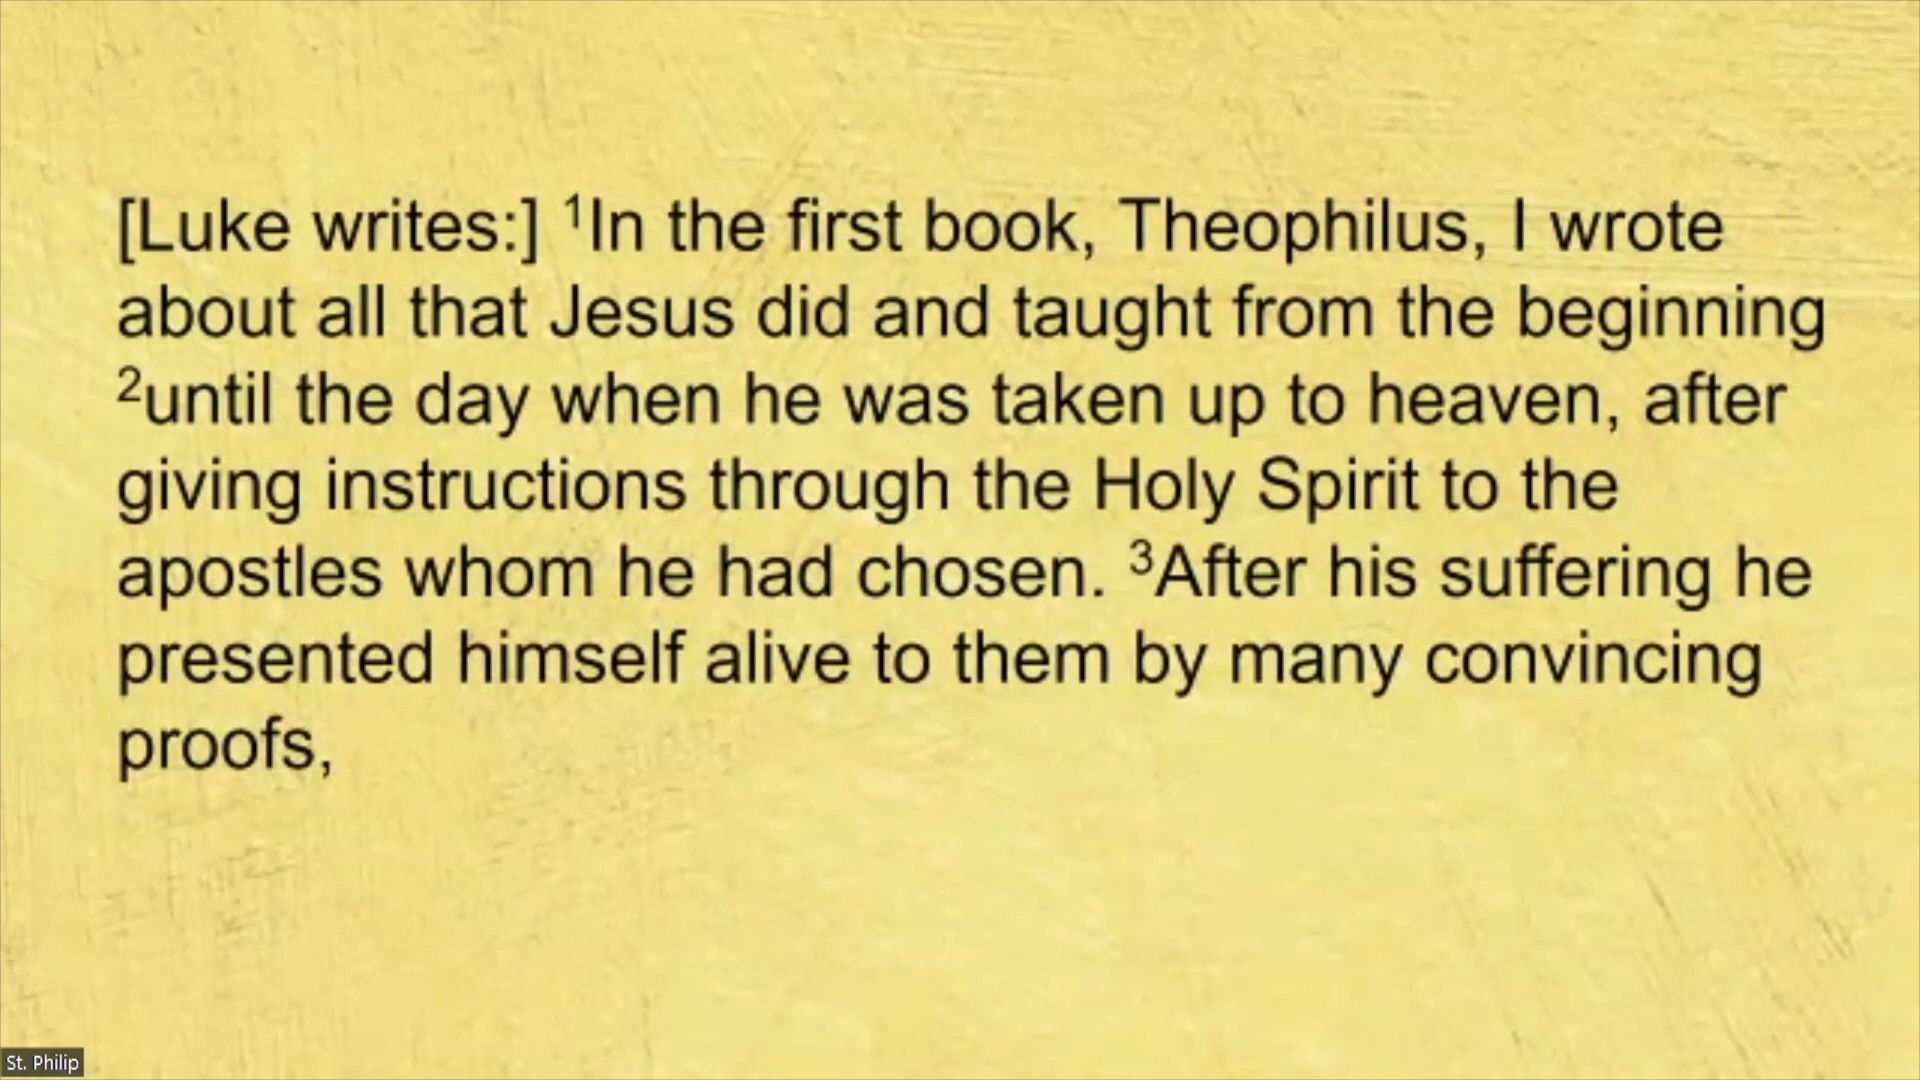 [Luke writes:] ¹In the first book, Theophilus, I wrote
about all that Jesus did and taught from the beginning
²until the day when he was taken up to heaven, after
giving instructions through the Holy Spirit to the
apostles whom he had chosen. ³After his suffering he
presented himself alive to them by many convincing
proofs,
St. Philip